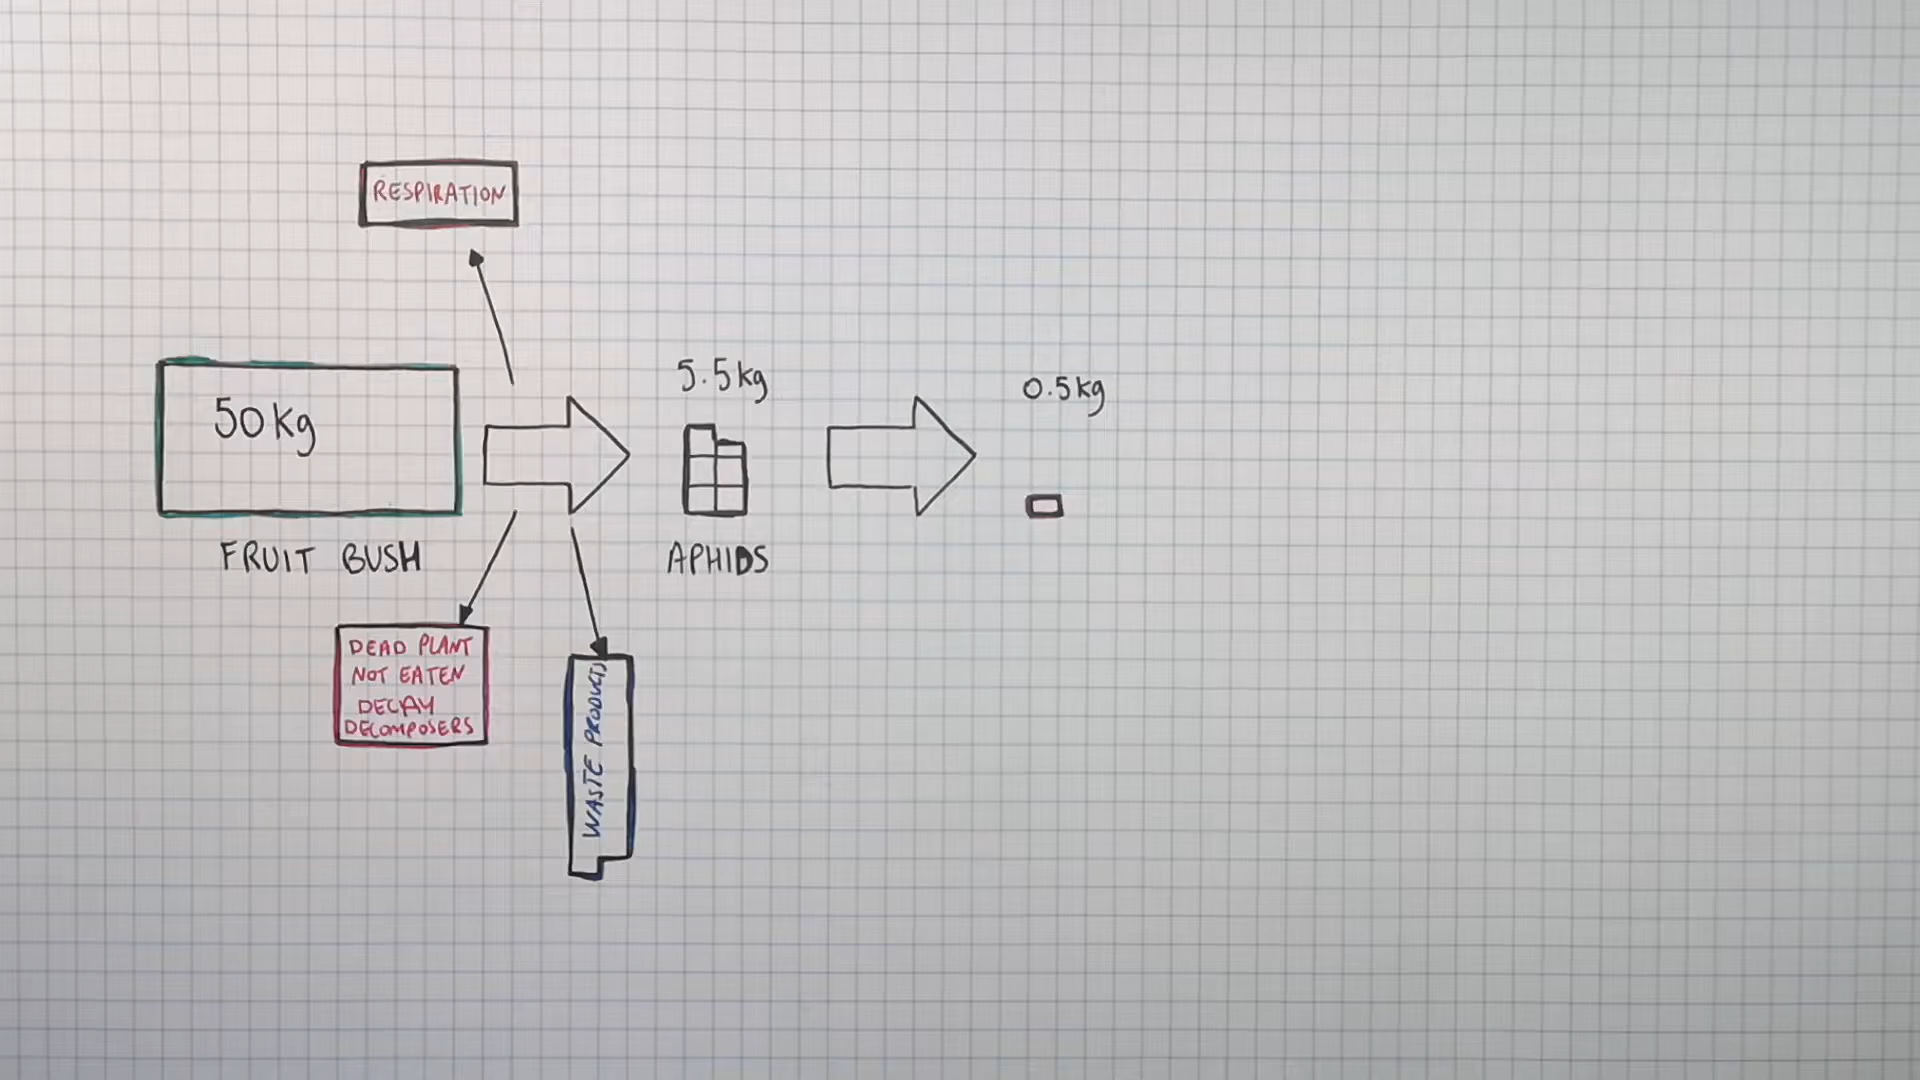 RESPIRATION
50kg
5.5kg
0.5kg
FRUIT BUSH
APHIDS
DEAD PLANT
NOT EATEN
DECAY
DECOMPOSERS
WASTE PRODUCTS